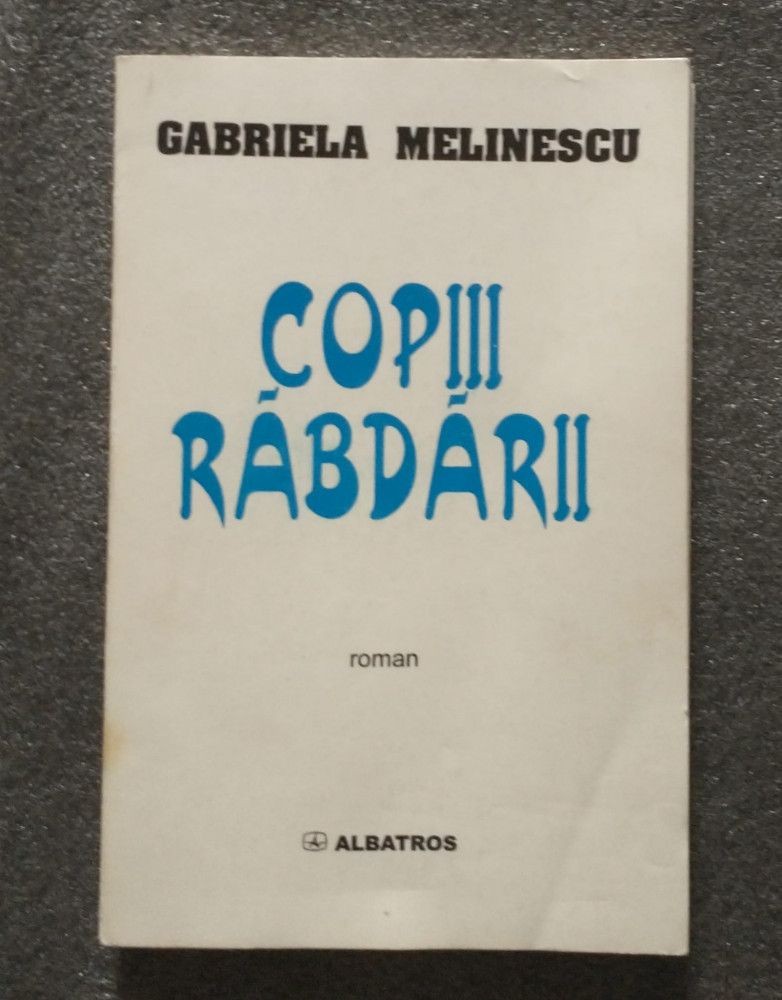 GABRIELA MELINESCU
COPIII
RĂBDĂRII
roman
ALBATROS